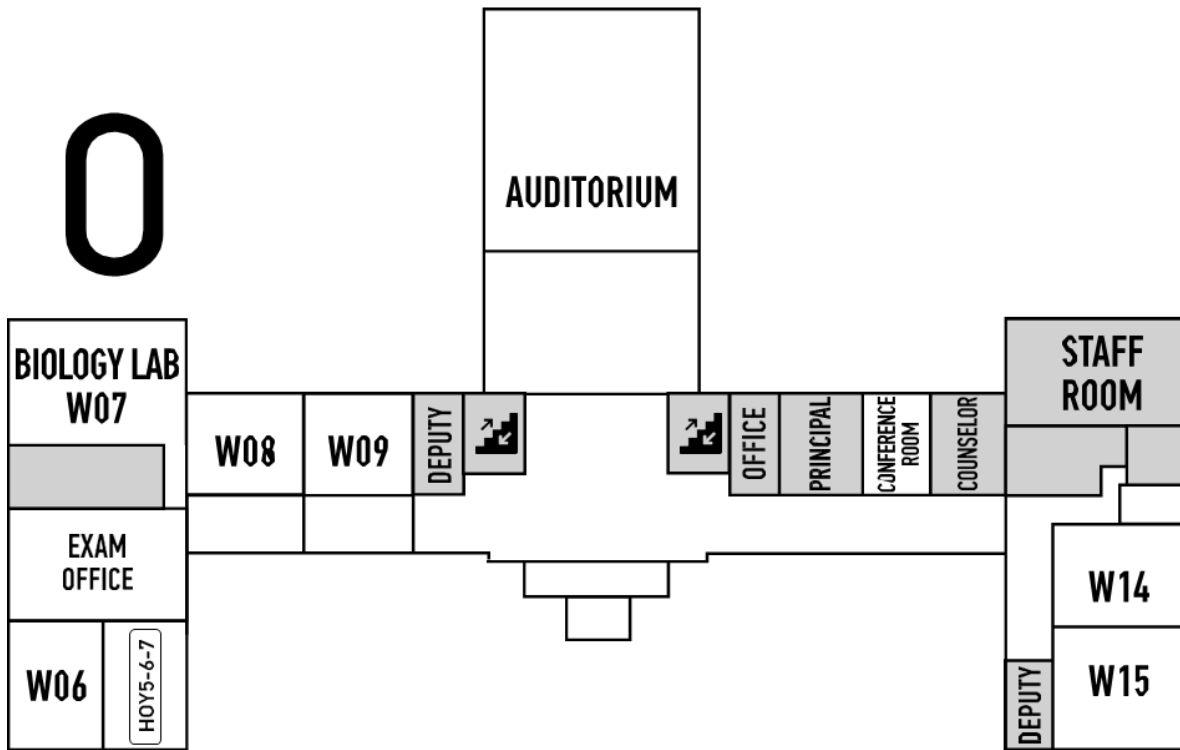 AUDITORIUM
0
BIOLOGY LAB
W07
STAFF
ROOM
W08
W09
DEPUTY
OFFICE
PRINCIPAL
CONFERENCE
ROOM
COUNSELOR
EXAM
OFFICE
W14
W06
HOY5-6-7
DEPUTY
W15